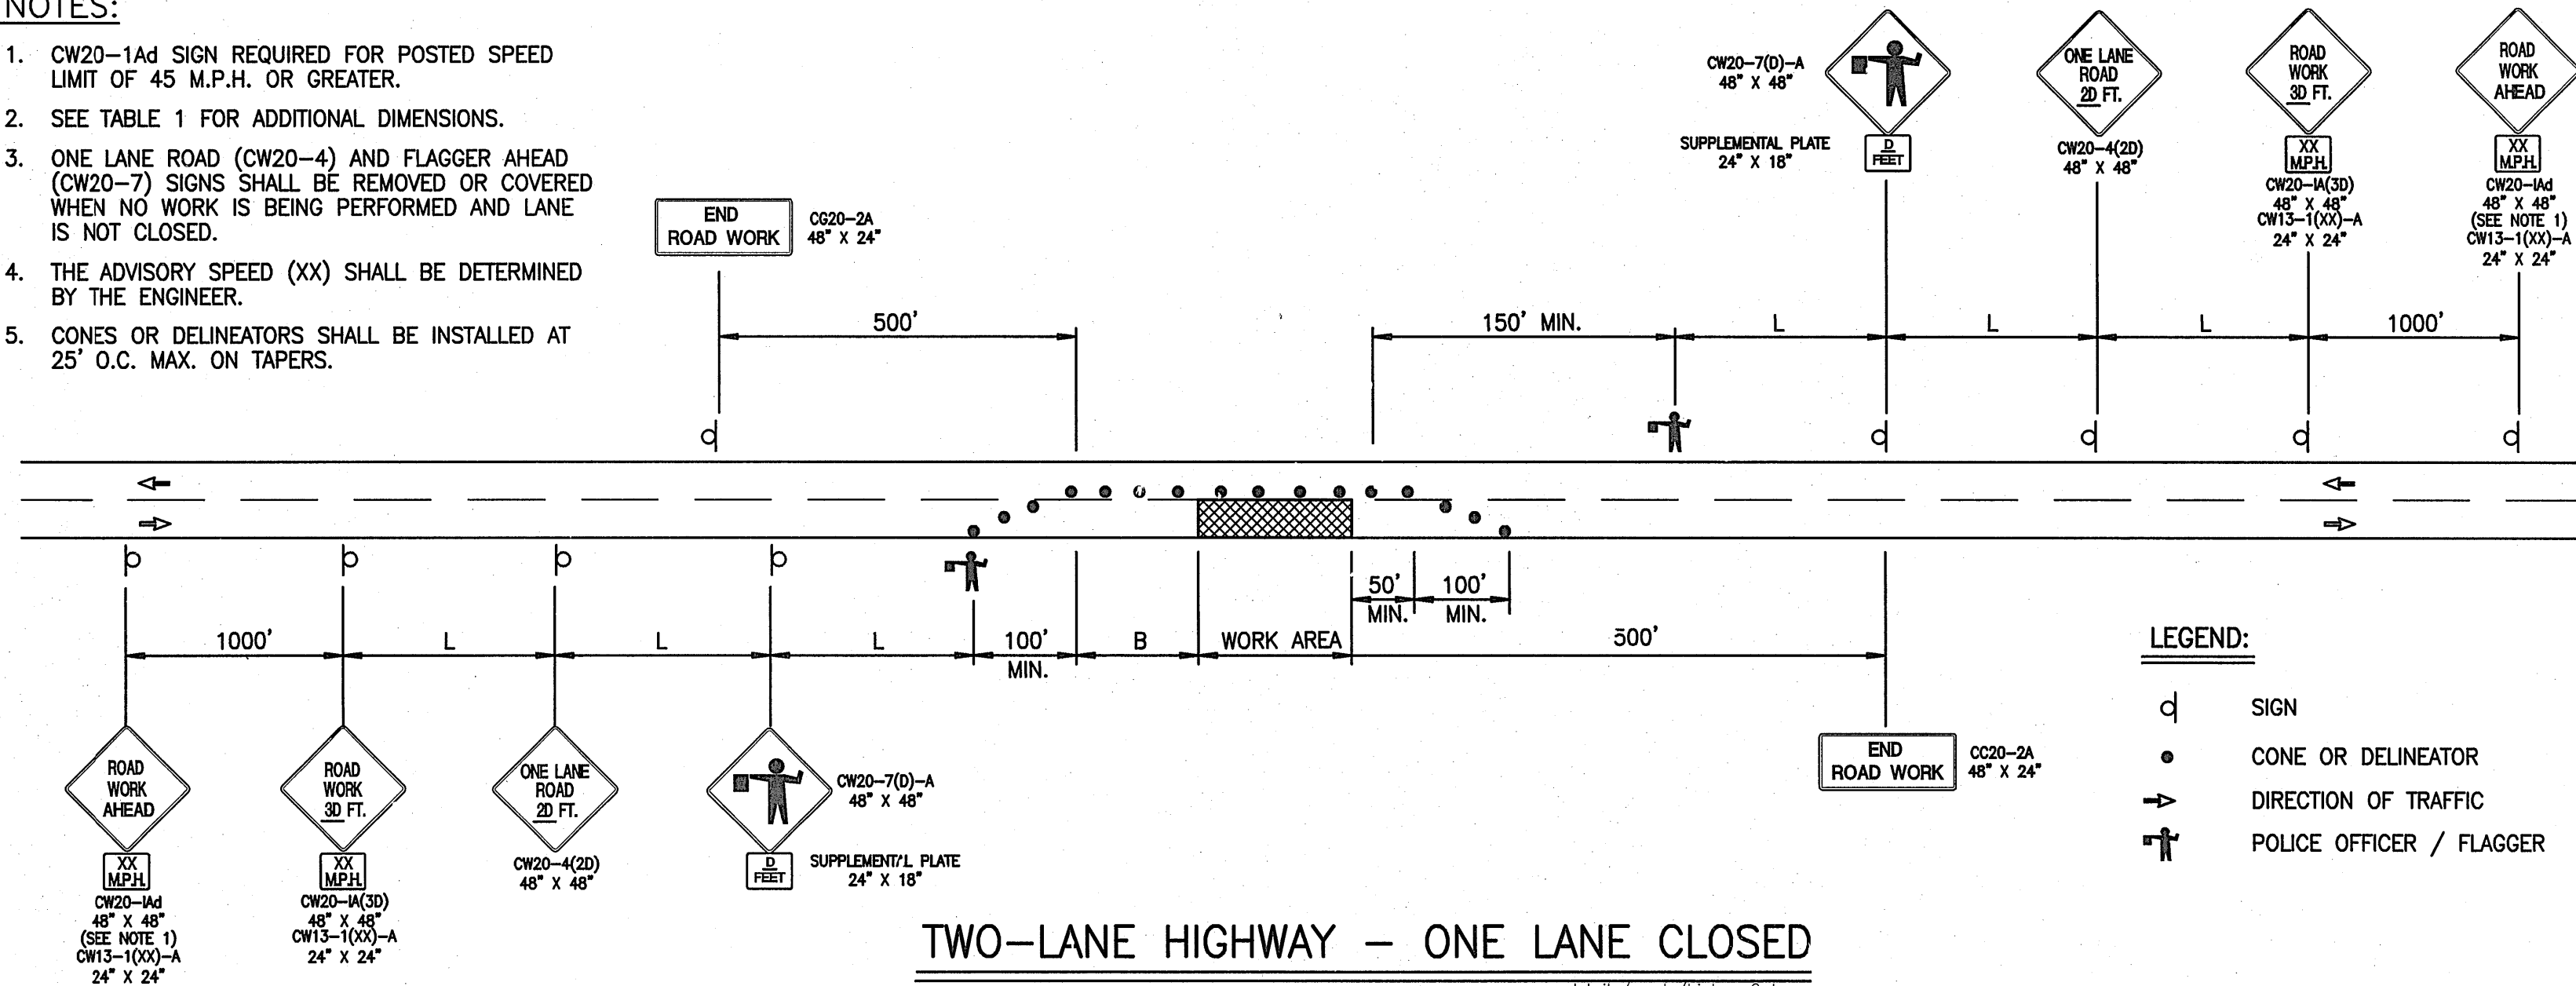 NOTES:
1. CW20-1Ad SIGN REQUIRED FOR POSTED SPEED
LIMIT OF 45 M.P.H. OR GREATER.
2. SEE TABLE 1 FOR ADDITIONAL DIMENSIONS.
3. ONE LANE ROAD (CW20-4) AND FLAGGER AHEAD
(CW20-7) SIGNS SHALL BE REMOVED OR COVERED
WHEN NO WORK IS BEING PERFORMED AND LANE
IS NOT CLOSED.
4. THE ADVISORY SPEED (XX) SHALL BE DETERMINED
BY THE ENGINEER.
5. CONES OR DELINEATORS SHALL BE INSTALLED AT
25' O.C. MAX. ON TAPERS.
END
ROAD WORK
CG20-2A
48" X 24"
CW20-7(D)-A
48" X 48"
SUPPLEMENTAL PLATE
24" X 18"
D
FEET
ONE LANE
ROAD
2D FT.
CW20-4(2D)
48" X 48"
ROAD
WORK
3D FT.
XX
M.P.H.
CW20-1A(3D)
48" X 48"
CW13-1(XX)-A
24" X 24"
ROAD
WORK
AHEAD
XX
M.P.H.
CW20-1Ad
48" X 48"
(SEE NOTE 1)
CW13-1(XX)-A
24" X 24"
500'
150' MIN.
L
L
L
1000'
50'
MIN.
100'
MIN.
1000'
L
L
L
100'
MIN.
B
WORK AREA
500'
ROAD
WORK
AHEAD
XX
M.P.H.
CW20-1Ad
48" X 48"
(SEE NOTE 1)
CW13-1(XX)-A
24" X 24"
ROAD
WORK
3D FT.
XX
M.P.H.
CW20-1A(3D)
48" X 48"
CW13-1(XX)-A
24" X 24"
ONE LANE
ROAD
2D FT.
CW20-4(2D)
48" X 48"
CW20-7(D)-A
48" X 48"
D
FEET
SUPPLEMENTAL PLATE
24" X 18"
END
ROAD WORK
CC20-2A
48" X 24"
LEGEND:
SIGN
CONE OR DELINEATOR
DIRECTION OF TRAFFIC
POLICE OFFICER / FLAGGER
TWO-LANE HIGHWAY - ONE LANE CLOSED